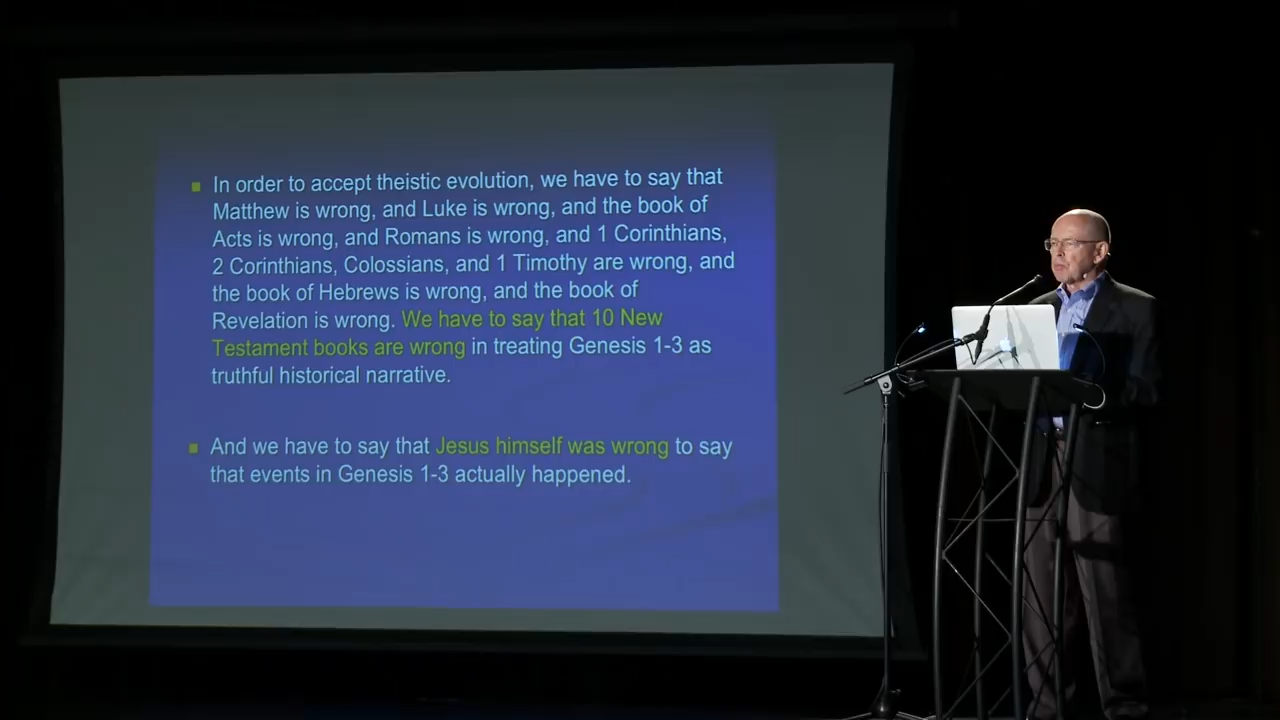 In order to accept theistic evolution, we have to say that
Matthew is wrong, and Luke is wrong, and the book of
Acts is wrong, and Romans is wrong, and 1 Corinthians,
2 Corinthians, Colossians, and 1 Timothy are wrong, and
the book of Hebrews is wrong, and the book of
Revelation is wrong. We have to say that 10 New
Testament books are wrong in treating Genesis 1-3 as
truthful historical narrative.
And we have to say that Jesus himself was wrong to say
that events in Genesis 1-3 actually happened.